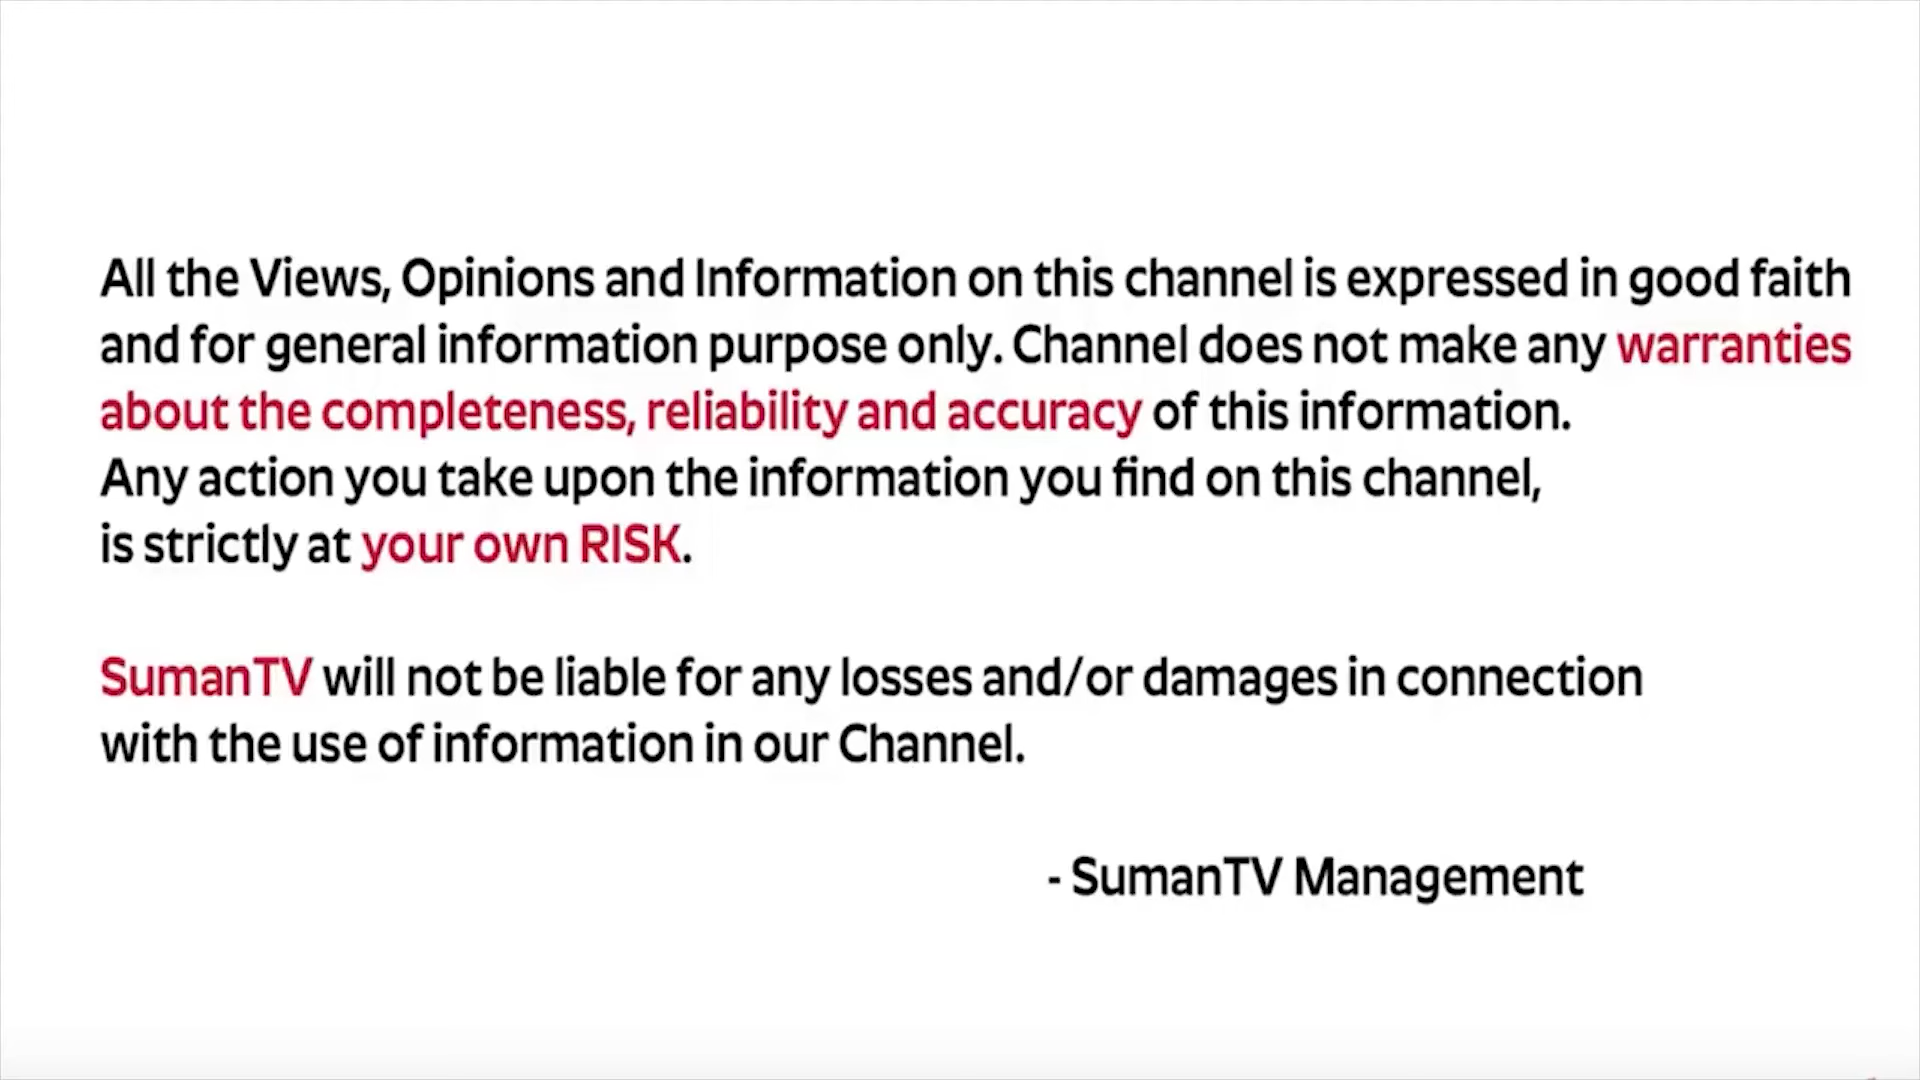 All the Views, Opinions and Information on this channel is expressed in good faith
and for general information purpose only. Channel does not make any warranties
about the completeness, reliability and accuracy of this information.
Any action you take upon the information you find on this channel,
is strictly at your own RISK.
SumanTV will not be liable for any losses and/or damages in connection
with the use of information in our Channel.
- SumanTV Management